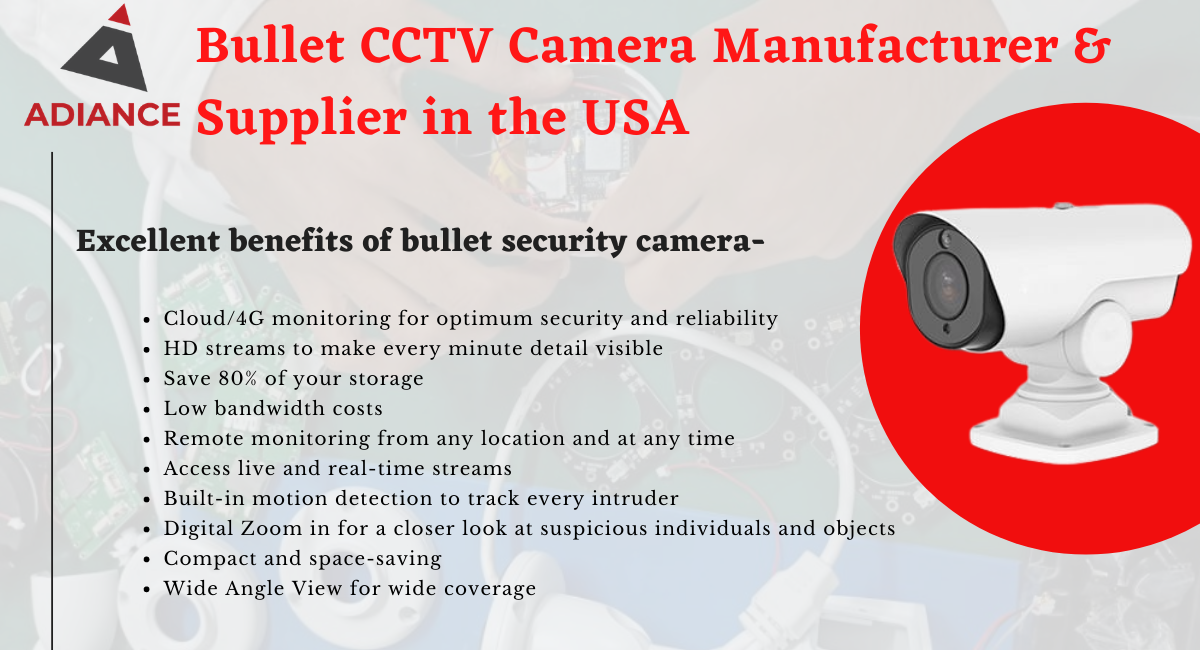 ADIANCE
Bullet CCTV Camera Manufacturer &
Supplier in the USA
Excellent benefits of bullet security camera-
• Cloud/4G monitoring for optimum security and reliability
• HD streams to make every minute detail visible
• Save 80% of your storage
• Low bandwidth costs
• Remote monitoring from any location and at any time
• Access live and real-time streams
• Built-in motion detection to track every intruder
• Digital Zoom in for a closer look at suspicious individuals and objects
• Compact and space-saving
• Wide Angle View for wide coverage